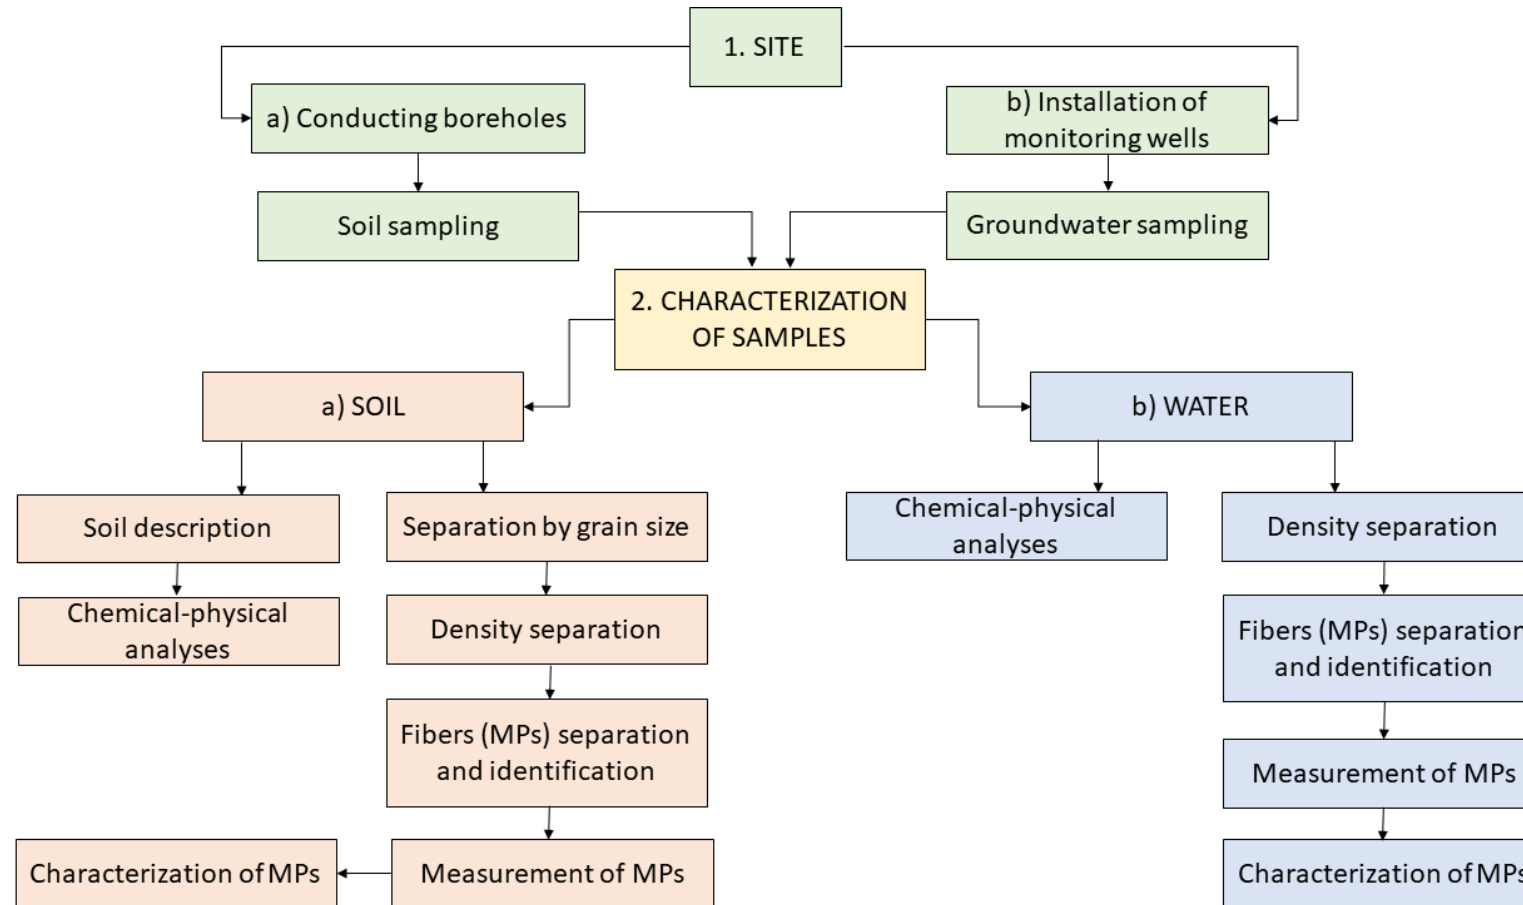 1. SITE
a) Conducting boreholes
b) Installation of
monitoring wells
Soil sampling
Groundwater sampling
2. CHARACTERIZATION
OF SAMPLES
a) SOIL
b) WATER
Soil description
Separation by grain size
Chemical-physical
analyses
Density separation
Chemical-physical
analyses
Density separation
Fibers (MPs) separation
and identification
Fibers (MPs) separation
and identification
Measurement of MPs
Characterization of MPs
Measurement of MPs
Characterization of MPs